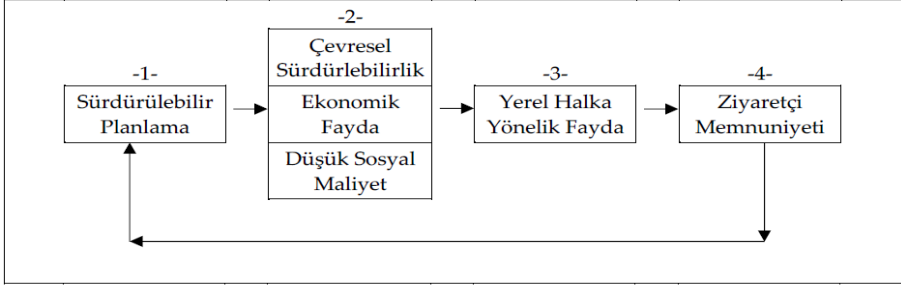 -1-
Sürdürülebilir
Planlama
-2-
Çevresel
Sürdürlebilirlik
Ekonomik
Fayda
Düşük Sosyal
Maliyet
-3-
Yerel Halka
Yönelik Fayda
-4-
Ziyaretçi
Memnuniyeti